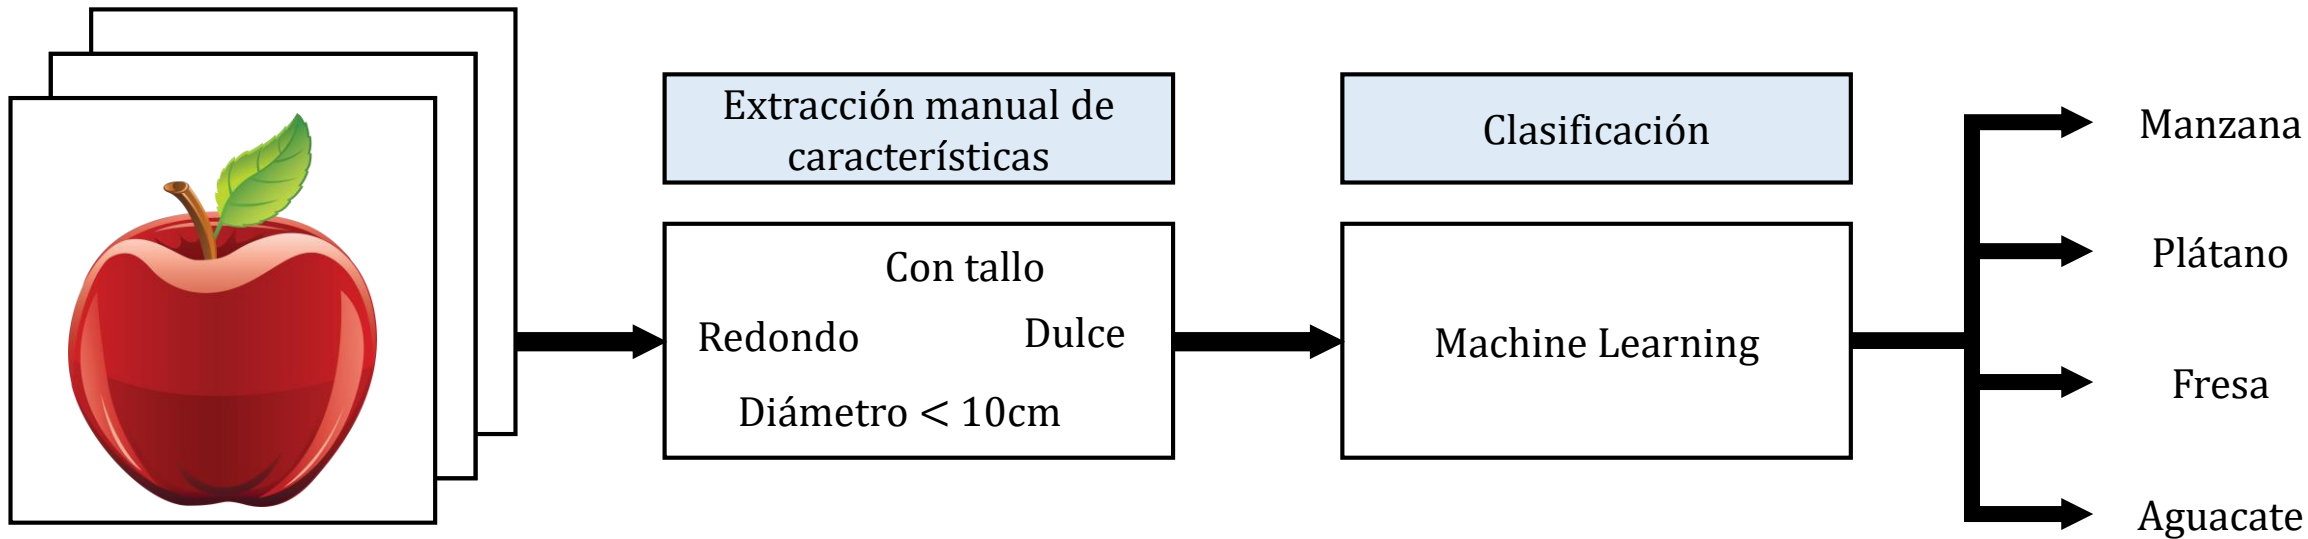 Extracción manual de
características
Clasificación
Con tallo
Redondo
Dulce
Diámetro < 10cm
Machine Learning
Manzana
Plátano
Fresa
Aguacate